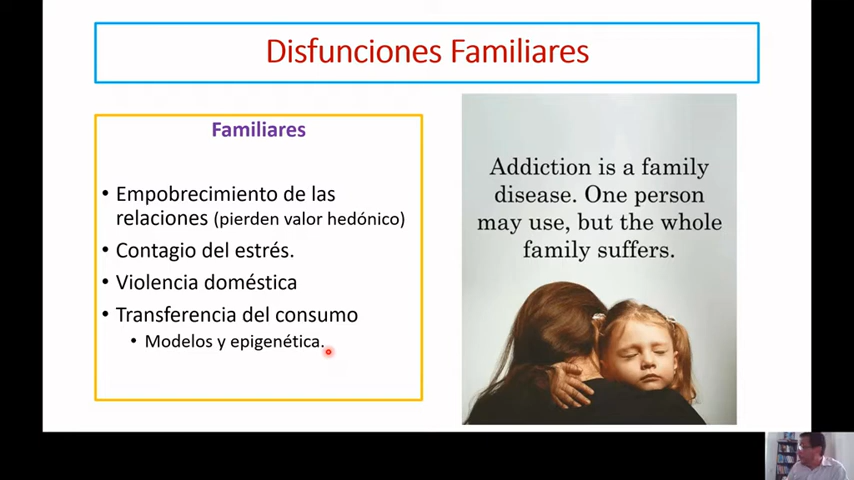 Disfunciones Familiares
Familiares
• Empobrecimiento de las
relaciones (pierden valor hedónico)
• Contagio del estrés.
• Violencia doméstica
• Transferencia del consumo
• Modelos y epigenética.
Addiction is a family
disease. One person
may use, but the whole
family suffers.